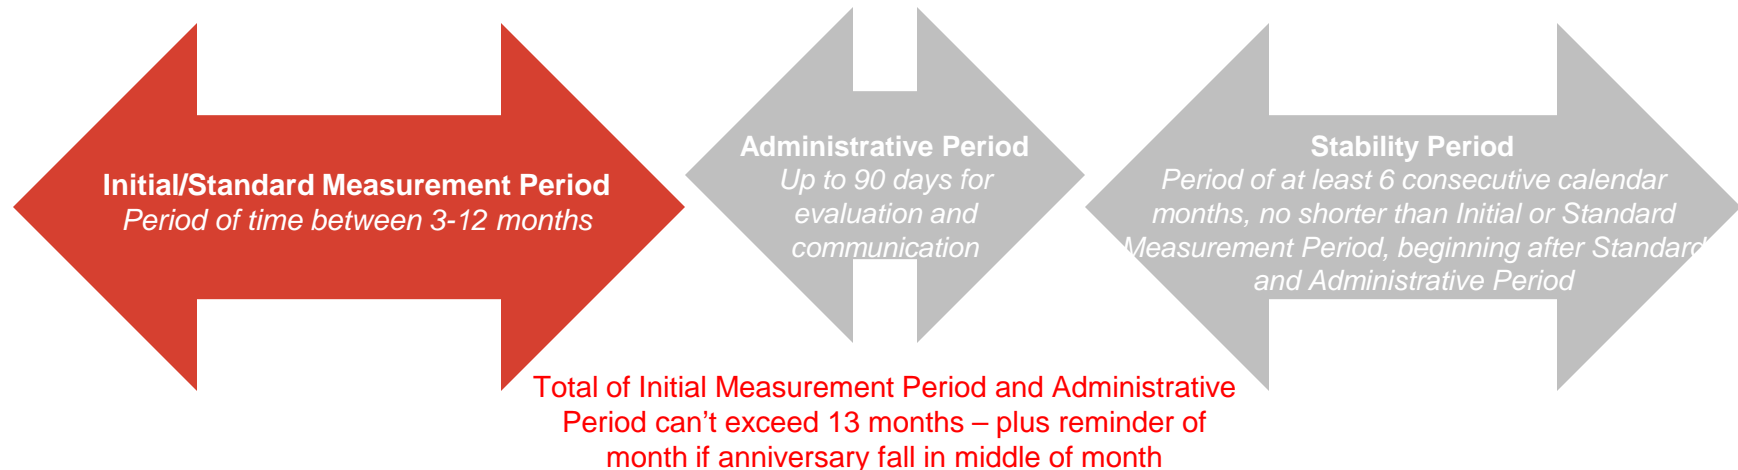 Initial/Standard Measurement Period
Period of time between 3-12 months
Administrative Period
Up to 90 days for
evaluation and
communication
Stability Period
Period of at least 6 consecutive calendar
months, no shorter than Initial or Standard
Measurement Period, beginning after Standard
and Administrative Period
Total of Initial Measurement Period and Administrative
Period can't exceed 13 months – plus reminder of
month if anniversary fall in middle of month